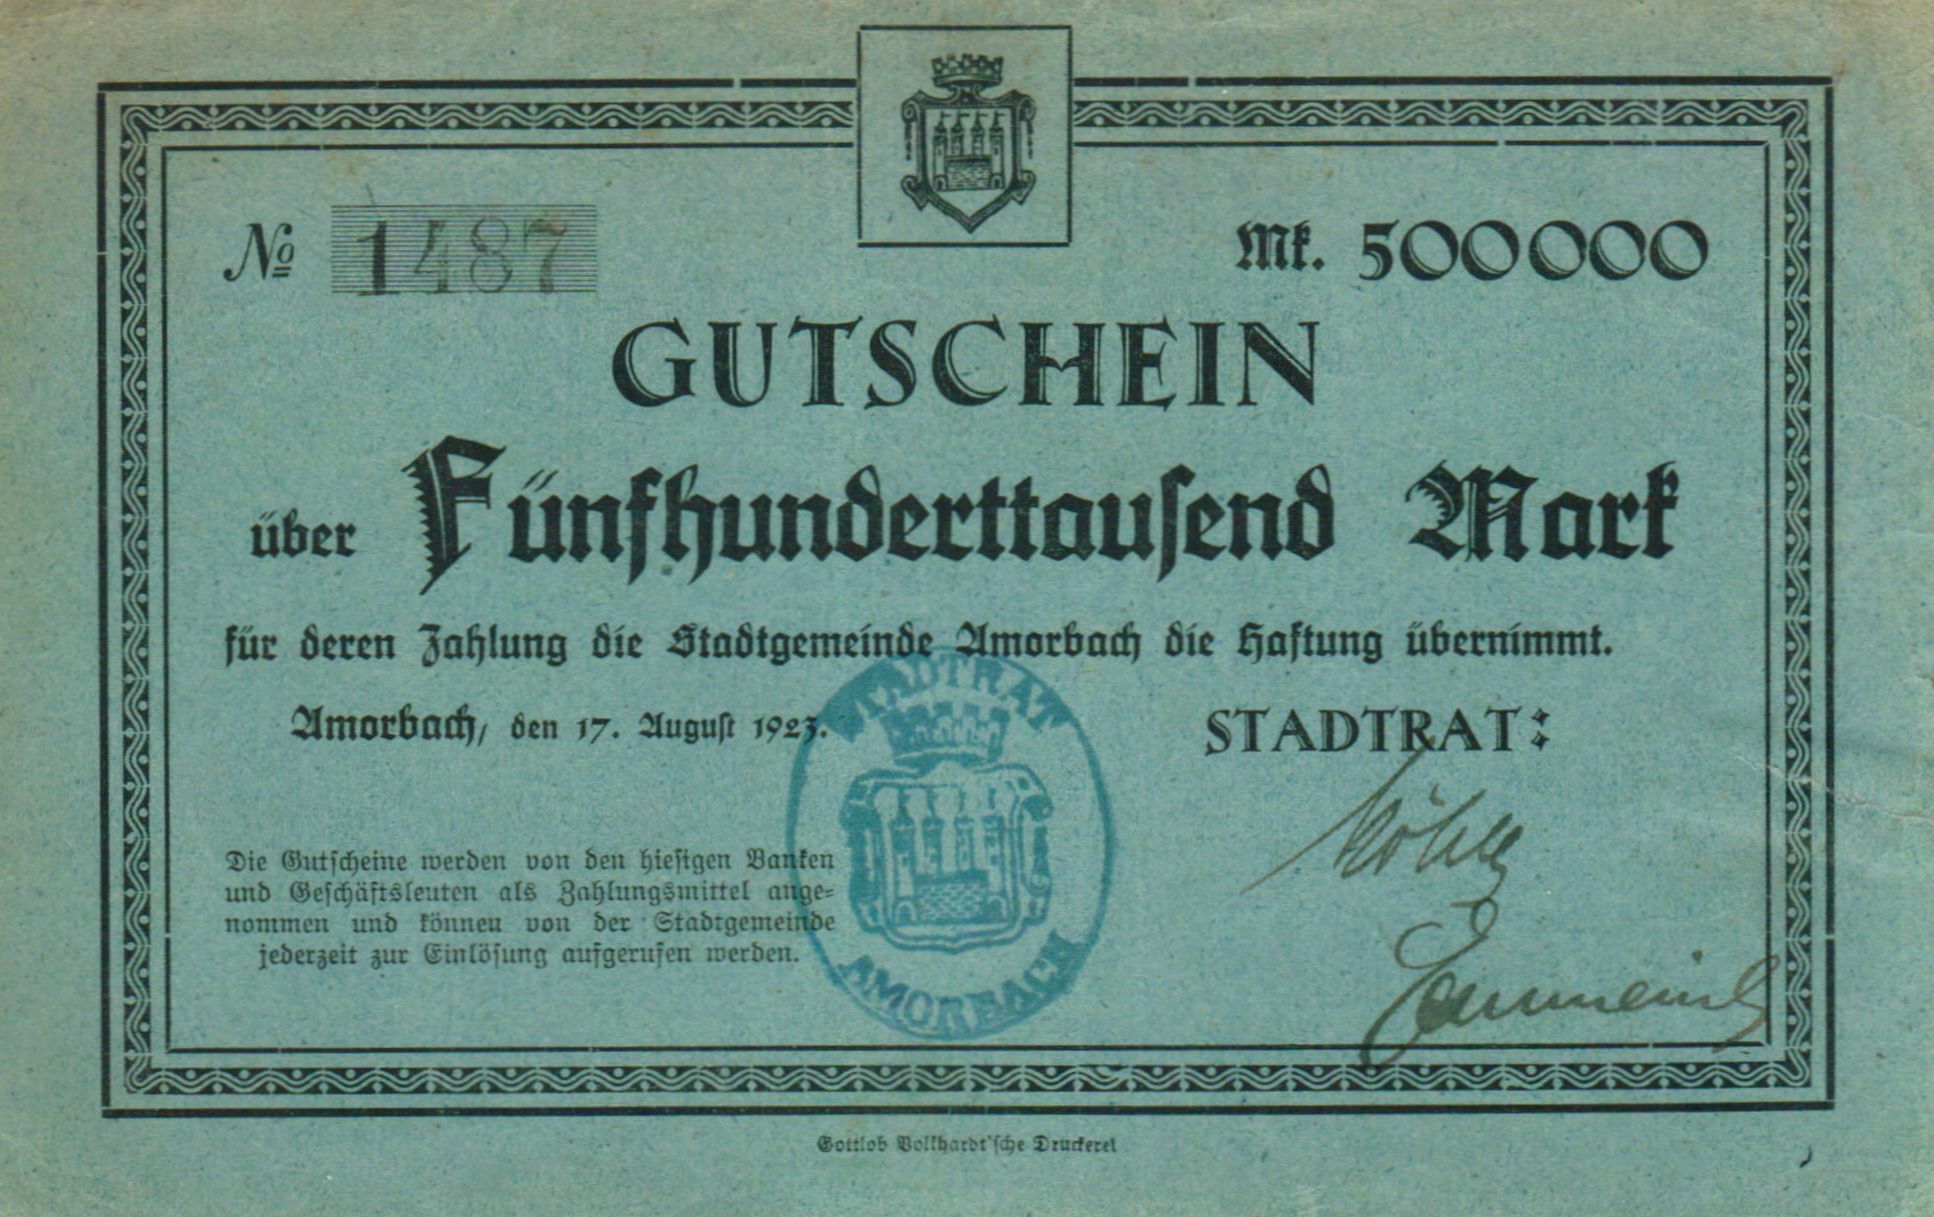 № 1487
Mk. 500000
GUTSCHEIN
über Fünfhunderttausend Mark
für deren Zahlung die Stadtgemeinde Amorbach die Haftung übernimmt.
Amorbach, den 17. August 1923.
STADTRAT:
Die Gutscheine werden von den hiesigen Banken
und Geschäftsleuten als Zahlungsmittel ange=
nommen und können von der Stadtgemeinde
jederzeit zur Einlösung aufgerufen werden.
STADTRAT
AMORBACH
Gottlob Volkhardt'sche Druckerei